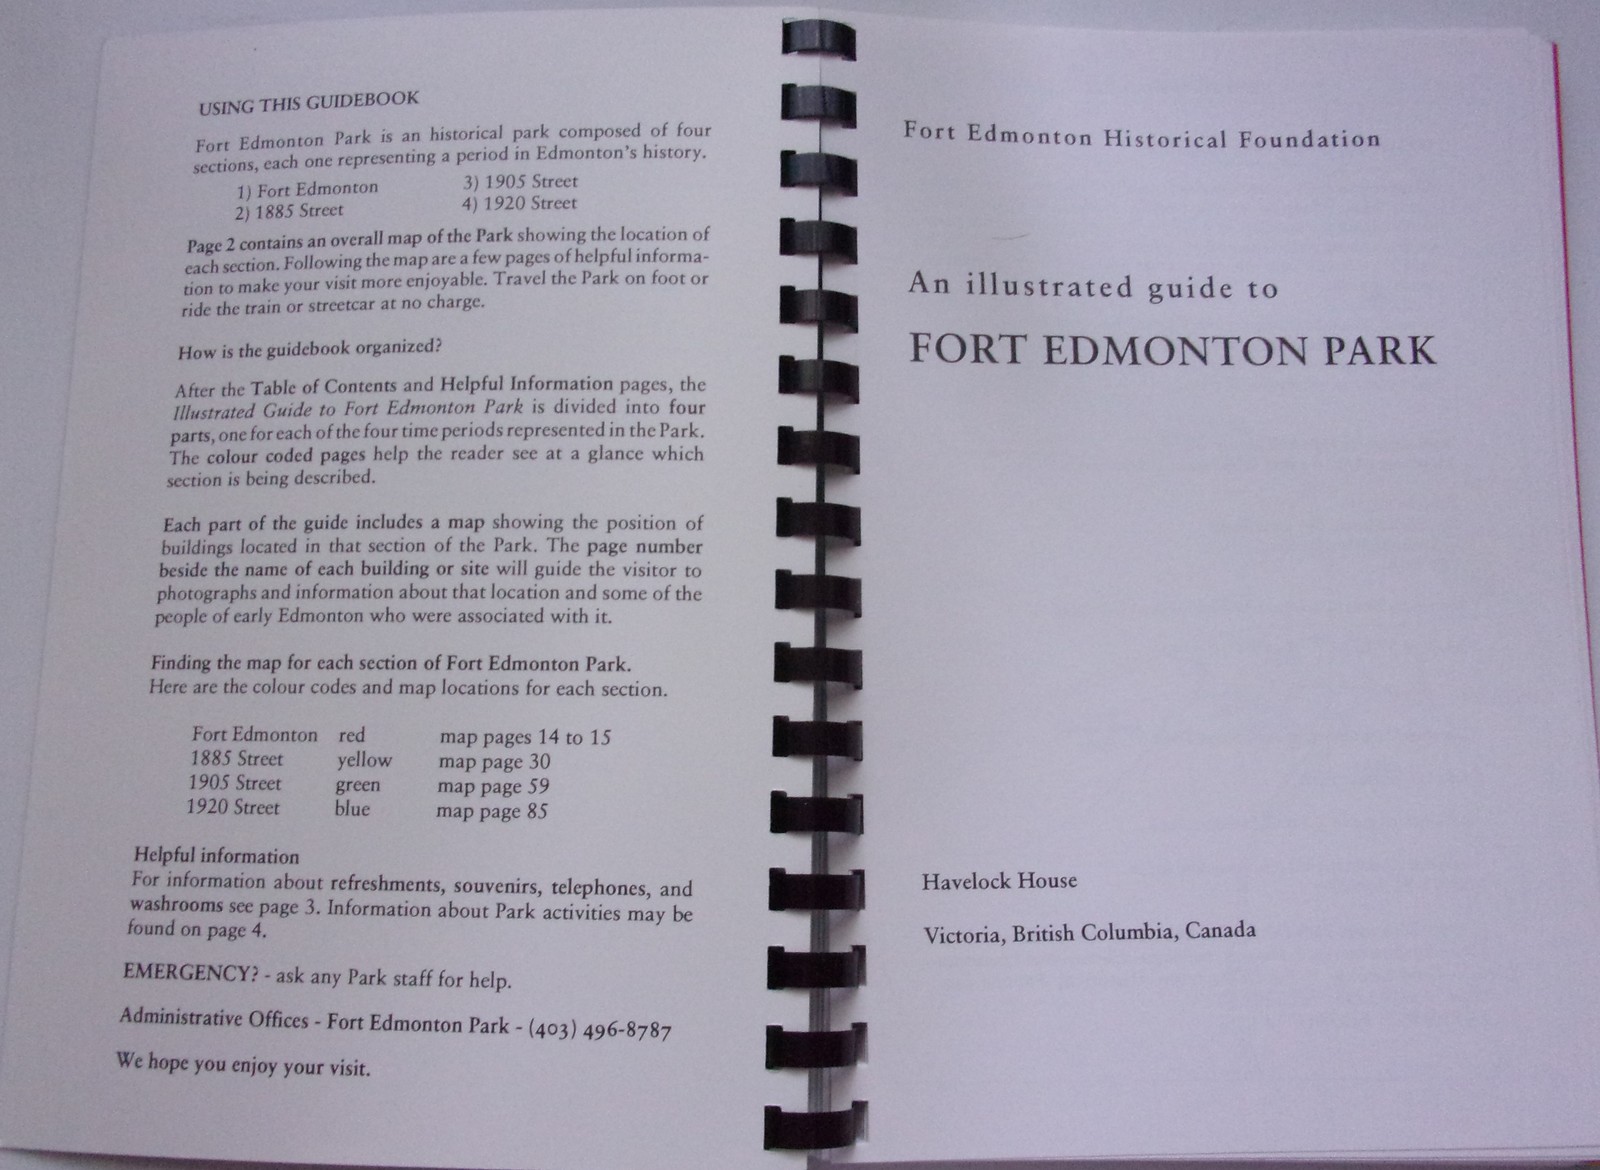 USING THIS GUIDEBOOK
Fort Edmonton Park is an historical park composed of four
sections, each one representing a period in Edmonton's history.
1) Fort Edmonton 3) 1905 Street
2) 1885 Street 4) 1920 Street
Page 2 contains an overall map of the Park showing the location of
each section. Following the map are a few pages of helpful informa-
tion to make your visit more enjoyable. Travel the Park on foot or
ride the train or streetcar at no charge.
How is the guidebook organized?
After the Table of Contents and Helpful Information pages, the
Illustrated Guide to Fort Edmonton Park is divided into four
parts, one for each of the four time periods represented in the Park.
The colour coded pages help the reader see at a glance which
section is being described.
Each part of the guide includes a map showing the position of
buildings located in that section of the Park. The page number
beside the name of each building or site will guide the visitor to
photographs and information about that location and some of the
people of early Edmonton who were associated with it.
Finding the map for each section of Fort Edmonton Park.
Here are the colour codes and map locations for each section.
Fort Edmonton red map pages 14 to 15
1885 Street yellow map page 30
1905 Street green map page 59
1920 Street blue map page 85
Helpful information
For information about refreshments, souvenirs, telephones, and
washrooms see page 3. Information about Park activities may be
found on page 4.
EMERGENCY? - ask any Park staff for help.
Administrative Offices - Fort Edmonton Park - (403) 496-8787
We hope you enjoy your visit.
Fort Edmonton Historical Foundation
An illustrated guide to
FORT EDMONTON PARK
Havelock House
Victoria, British Columbia, Canada